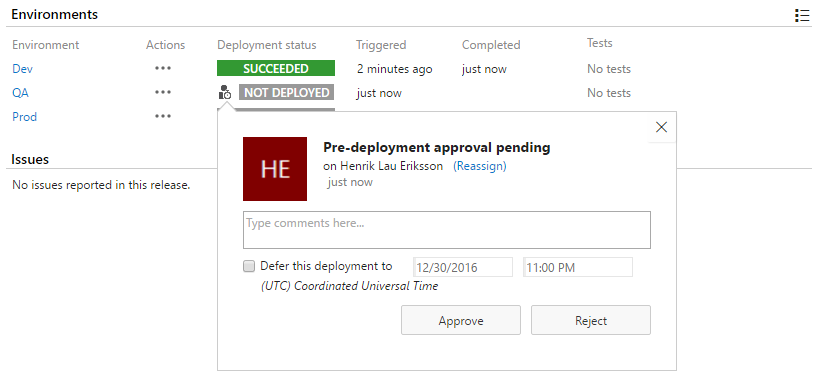 Environments
Environment Actions Deployment status Triggered Completed Tests
Dev ••• SUCCEEDED 2 minutes ago just now No tests
QA ••• NOT DEPLOYED just now No tests
Prod •••
Pre-deployment approval pending
HE
on Henrik Lau Eriksson (Reassign)
just now
Issues
No issues reported in this release.
Type comments here...
Defer this deployment to 12/30/2016 11:00 PM
(UTC) Coordinated Universal Time
Approve Reject